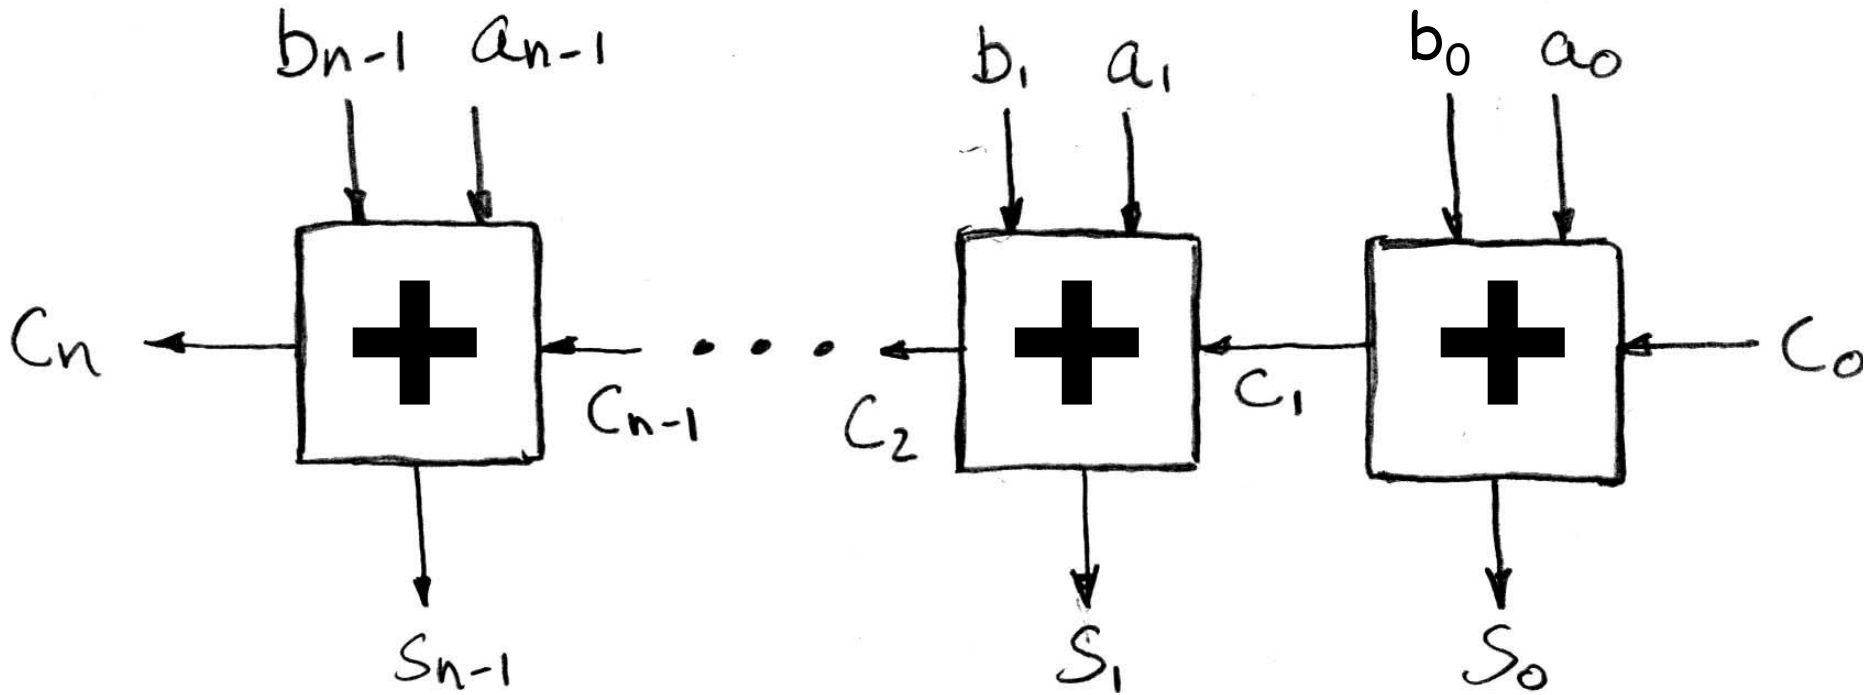 bn-1 an-1 b1 a1 b0 a0
+ + +
Cn Cn-1 C2 C1 C0
Sn-1 S1 S0